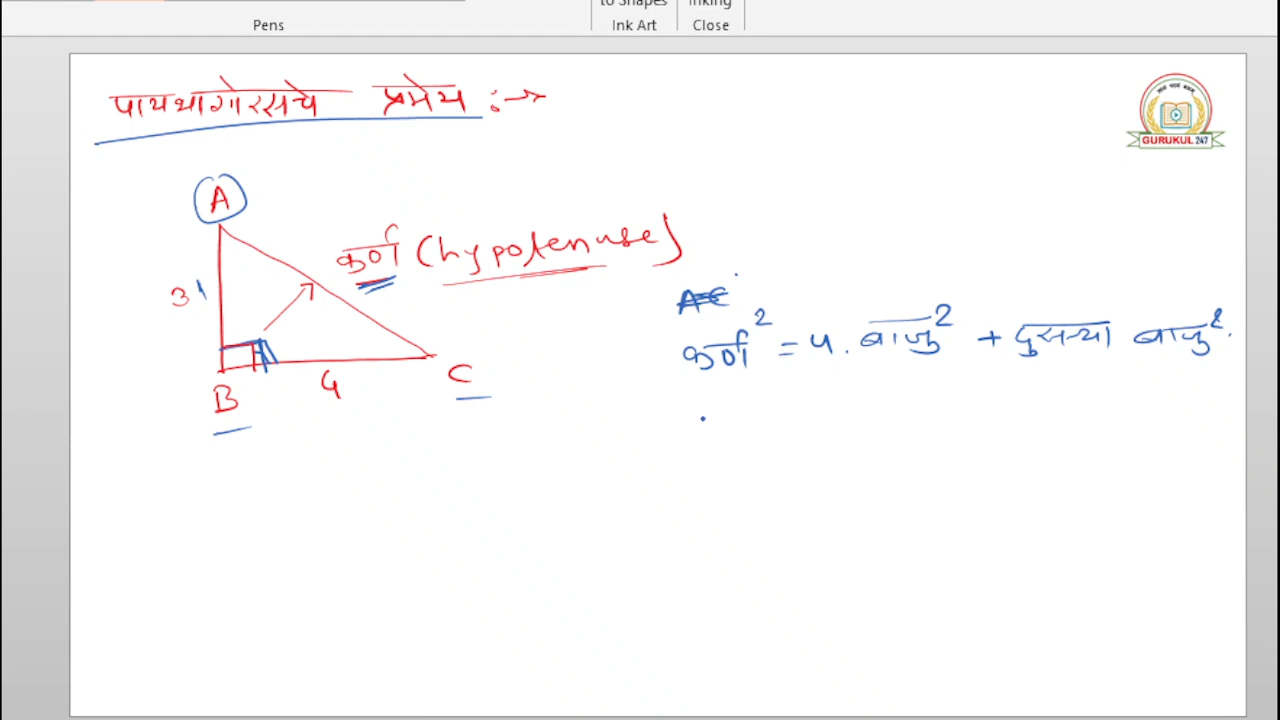 to Shapes
Inking
Pens
Ink Art
Close
पायथागोरसचे प्रमेय :→
GURUKUL 247
A
कर्ण (hypotenuse)
3
कर्ण² = प. बाजु² + दुसऱ्या बाजु²
B
4
C